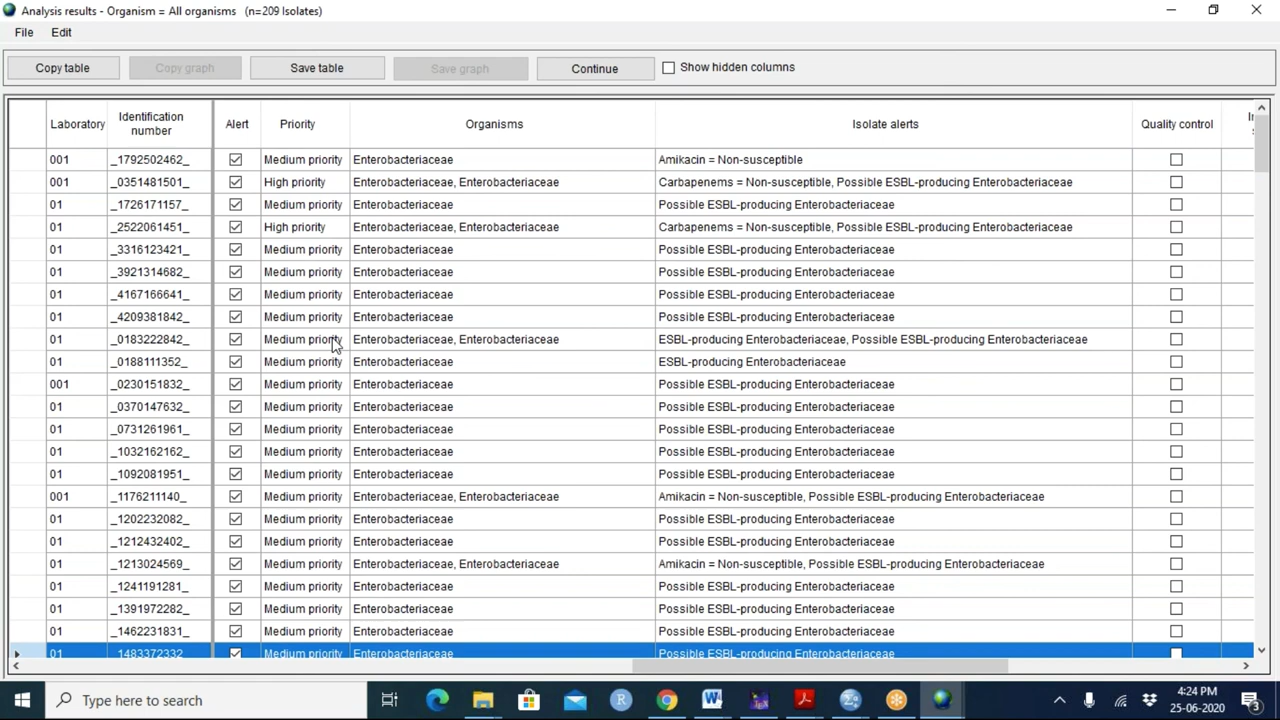 Analysis results - Organism = All organisms (n=209 Isolates)
File Edit
Copy table Copy graph Save table Save graph Continue Show hidden columns
Laboratory Identification number Alert Priority Organisms Isolate alerts Quality control
001 _1792502462_ Medium priority Enterobacteriaceae Amikacin = Non-susceptible
001 _0351481501_ High priority Enterobacteriaceae, Enterobacteriaceae Carbapenems = Non-susceptible, Possible ESBL-producing Enterobacteriaceae
01 _1726171157_ Medium priority Enterobacteriaceae Possible ESBL-producing Enterobacteriaceae
01 _2522061451_ High priority Enterobacteriaceae, Enterobacteriaceae Carbapenems = Non-susceptible, Possible ESBL-producing Enterobacteriaceae
01 _3316123421_ Medium priority Enterobacteriaceae Possible ESBL-producing Enterobacteriaceae
01 _3921314682_ Medium priority Enterobacteriaceae Possible ESBL-producing Enterobacteriaceae
01 _4167166641_ Medium priority Enterobacteriaceae Possible ESBL-producing Enterobacteriaceae
01 _4209381842_ Medium priority Enterobacteriaceae Possible ESBL-producing Enterobacteriaceae
01 _0183222842_ Medium priority Enterobacteriaceae, Enterobacteriaceae ESBL-producing Enterobacteriaceae, Possible ESBL-producing Enterobacteriaceae
01 _0188111352_ Medium priority Enterobacteriaceae ESBL-producing Enterobacteriaceae
001 _0230151832_ Medium priority Enterobacteriaceae Possible ESBL-producing Enterobacteriaceae
01 _0370147632_ Medium priority Enterobacteriaceae Possible ESBL-producing Enterobacteriaceae
01 _0731261961_ Medium priority Enterobacteriaceae Possible ESBL-producing Enterobacteriaceae
01 _1032162162_ Medium priority Enterobacteriaceae Possible ESBL-producing Enterobacteriaceae
01 _1092081951_ Medium priority Enterobacteriaceae Possible ESBL-producing Enterobacteriaceae
001 _1176211140_ Medium priority Enterobacteriaceae, Enterobacteriaceae Amikacin = Non-susceptible, Possible ESBL-producing Enterobacteriaceae
01 _1202232082_ Medium priority Enterobacteriaceae Possible ESBL-producing Enterobacteriaceae
01 _1212432402_ Medium priority Enterobacteriaceae Possible ESBL-producing Enterobacteriaceae
01 _1213024569_ Medium priority Enterobacteriaceae, Enterobacteriaceae Amikacin = Non-susceptible, Possible ESBL-producing Enterobacteriaceae
01 _1241191281_ Medium priority Enterobacteriaceae Possible ESBL-producing Enterobacteriaceae
01 _1391972282_ Medium priority Enterobacteriaceae Possible ESBL-producing Enterobacteriaceae
01 _1462231831_ Medium priority Enterobacteriaceae Possible ESBL-producing Enterobacteriaceae
01 1483372332 Medium priority Enterobacteriaceae Possible ESBL-producing Enterobacteriaceae
Type here to search
4:24 PM
25-06-2020
3